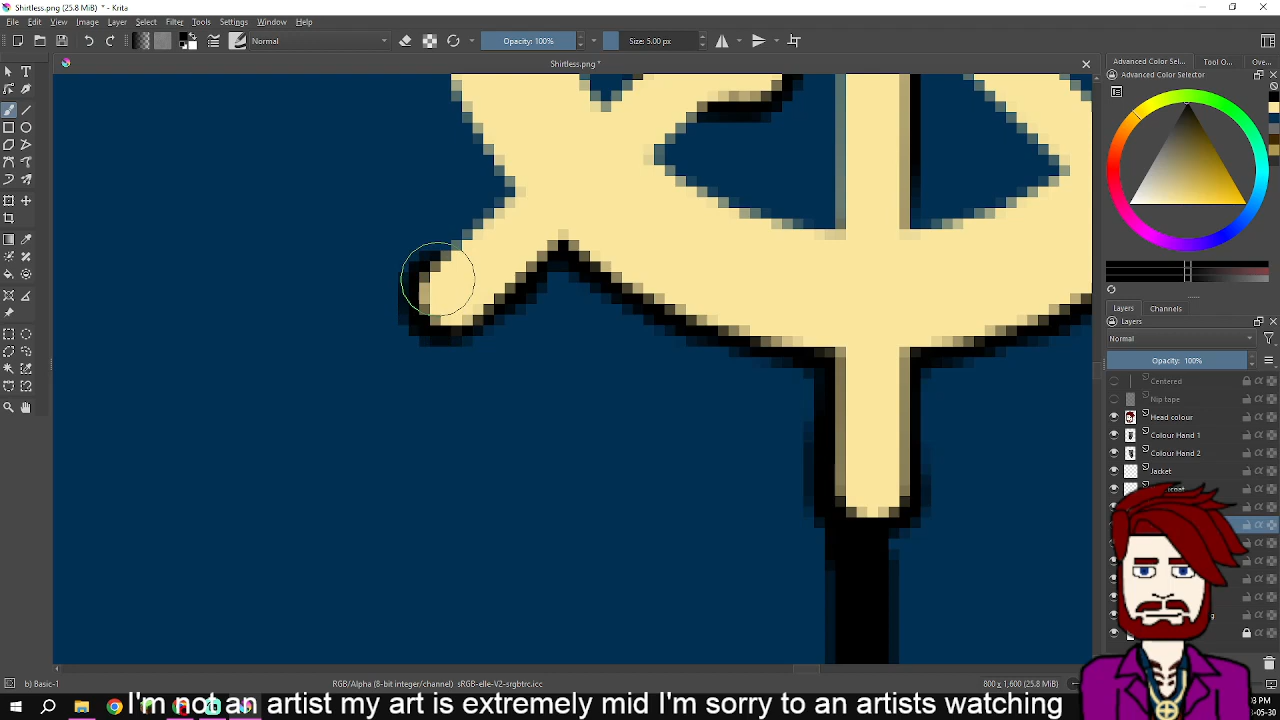 Shirtless.png (25.8 MiB) * - Krita
File Edit View Image Layer Select Filter Tools Settings Window Help
Normal Opacity: 100% Size: 5.00 px
Shirtless.png *
Advanced Color Sel... Tool O... Ove...
Advanced Color Selector
Layers Channels
Layers
Normal
Opacity: 100%
Centered
Nip tape
Head colour
Colour Hand 1
Colour Hand 2
Jacket
b) Basic-1 RGB/Alpha (8-bit integer/channel) sRGB-elle-V2-srgbtrc.icc 800 x 1,600 (25.8 MiB)
I'm not an artist my art is extremely mid I'm sorry to an artists watching